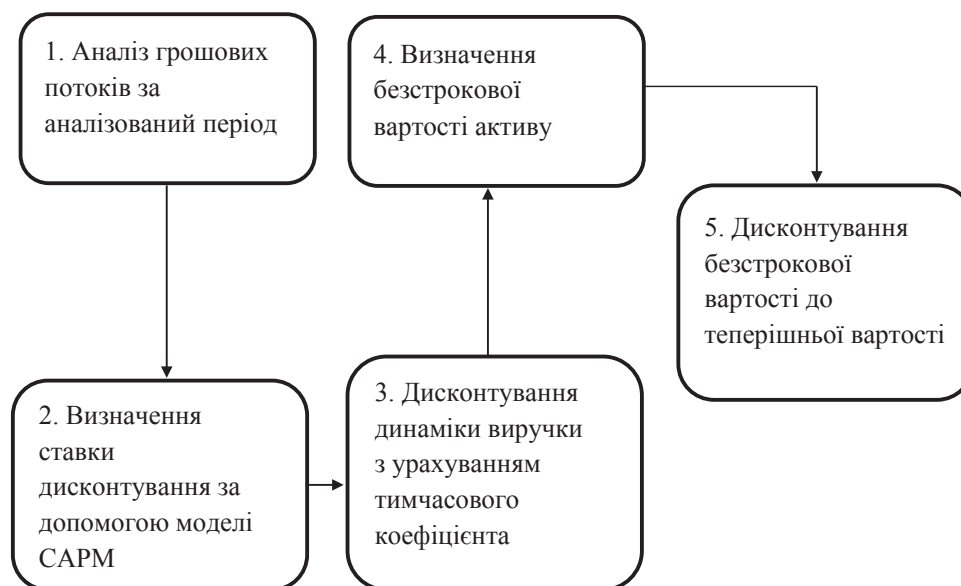 1. Аналіз грошових
потоків за
аналізований період
2. Визначення
ставки
дисконтування за
допомогою моделі
САРМ
3. Дисконтування
динаміки виручки
з урахуванням
тимчасового
коефіцієнта
4. Визначення
безстрокової
вартості активу
5. Дисконтування
безстрокової
вартості до
теперішньої вартості